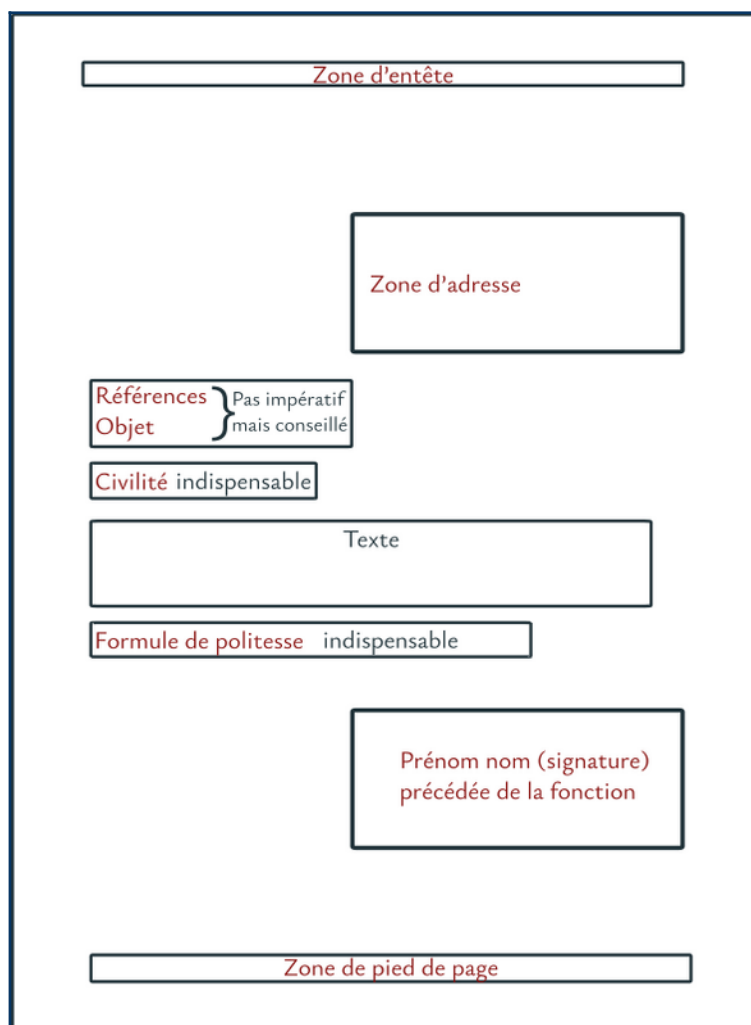 Zone d'entête
Zone d'adresse
Références
Objet
Pas impératif
mais conseillé
Civilité indispensable
Texte
Formule de politesse indispensable
Prénom nom (signature)
précédée de la fonction
Zone de pied de page